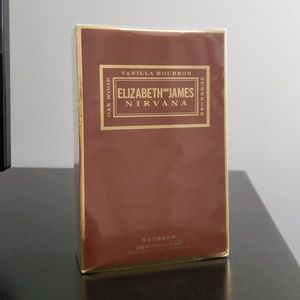 VANILLA BOURBON
OAK WOOD
ELIZABETH AND JAMES
NIRVANA
TUBEROSE
BOURBON